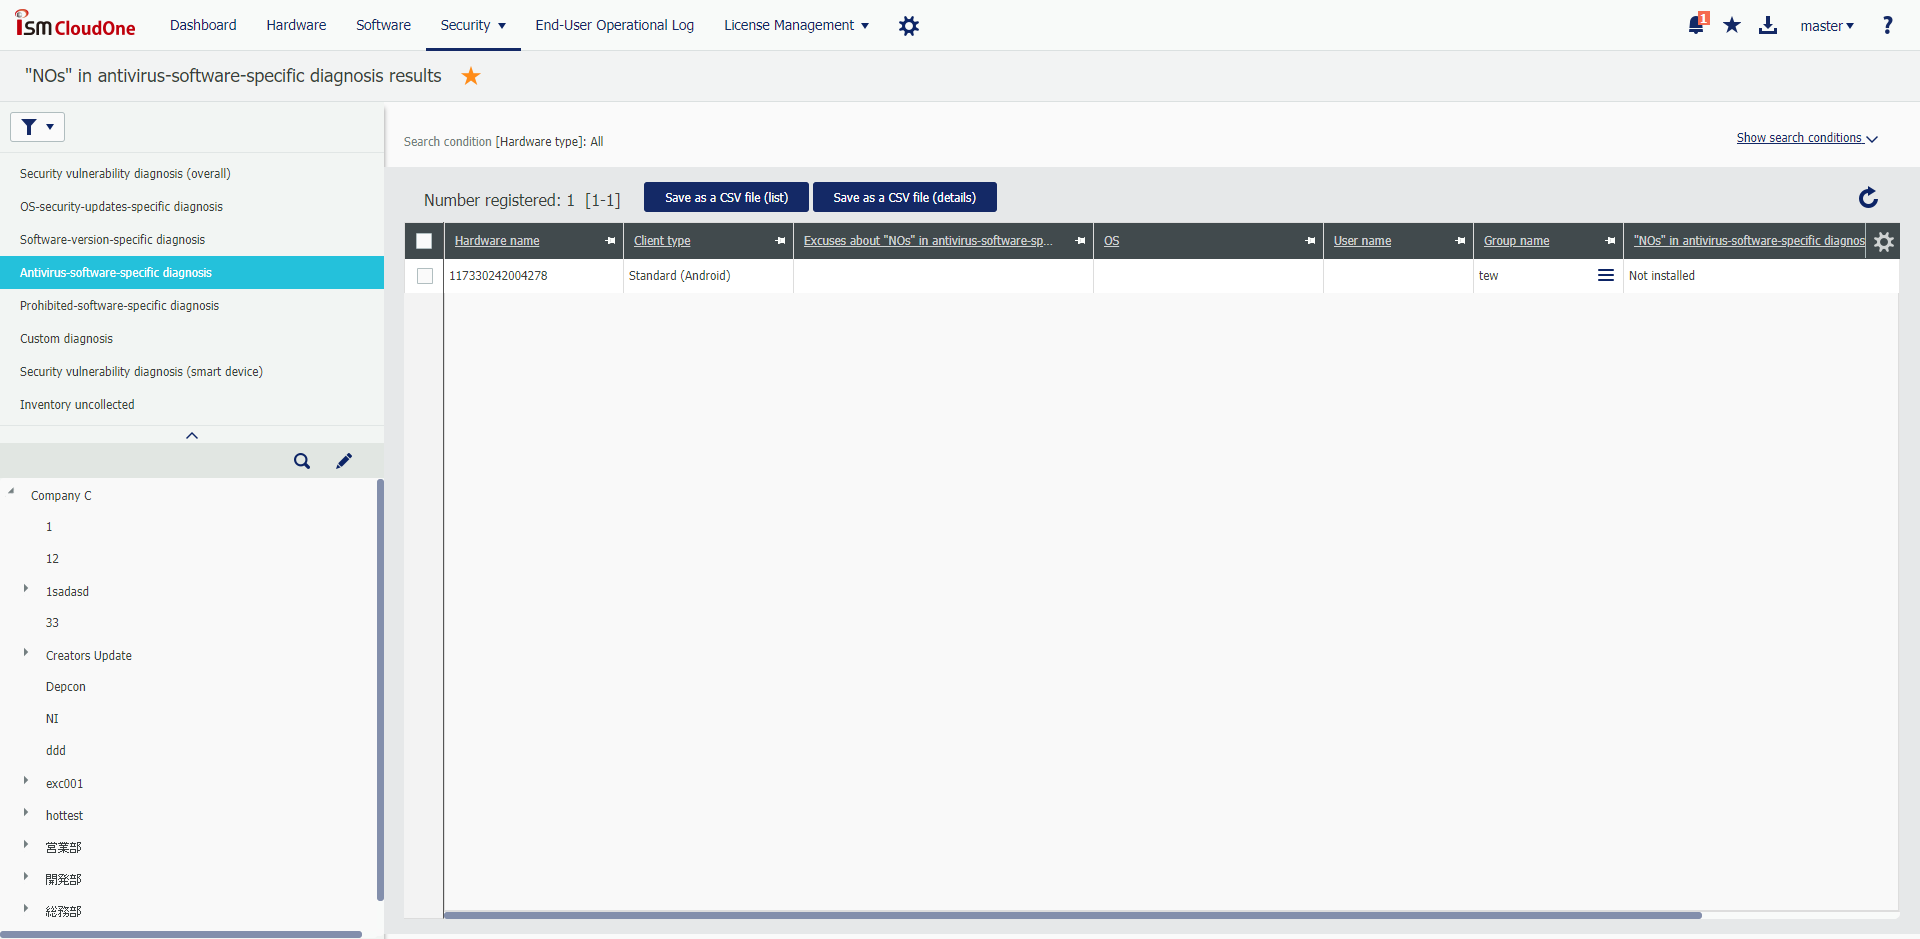 ism CloudOne
Dashboard
Hardware
Software
Security
End-User Operational Log
License Management
1
master
?
"NOs" in antivirus-software-specific diagnosis results
Security vulnerability diagnosis (overall)
OS-security-updates-specific diagnosis
Software-version-specific diagnosis
Antivirus-software-specific diagnosis
Prohibited-software-specific diagnosis
Custom diagnosis
Security vulnerability diagnosis (smart device)
Inventory uncollected
Company C
1
12
1sadasd
33
Creators Update
Depcon
NI
ddd
exc001
hottest
営業部
開発部
総務部
Search condition [Hardware type]: All
Show search conditions
Number registered: 1 [1-1]
Save as a CSV file (list)
Save as a CSV file (details)
Hardware name
Client type
Excuses about "NOs" in antivirus-software-sp...
OS
User name
Group name
"NOs" in antivirus-software-specific diagnos
117330242004278
Standard (Android)
tew
Not installed